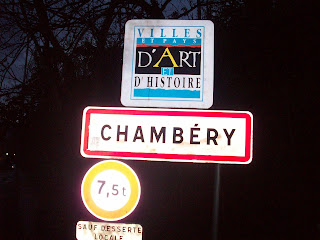 VILLES
ET PAYS
D'ART
ET
D'HISTOIRE
CHAMBÉRY
7,5t
SAUF DESSERTE
LOCALE